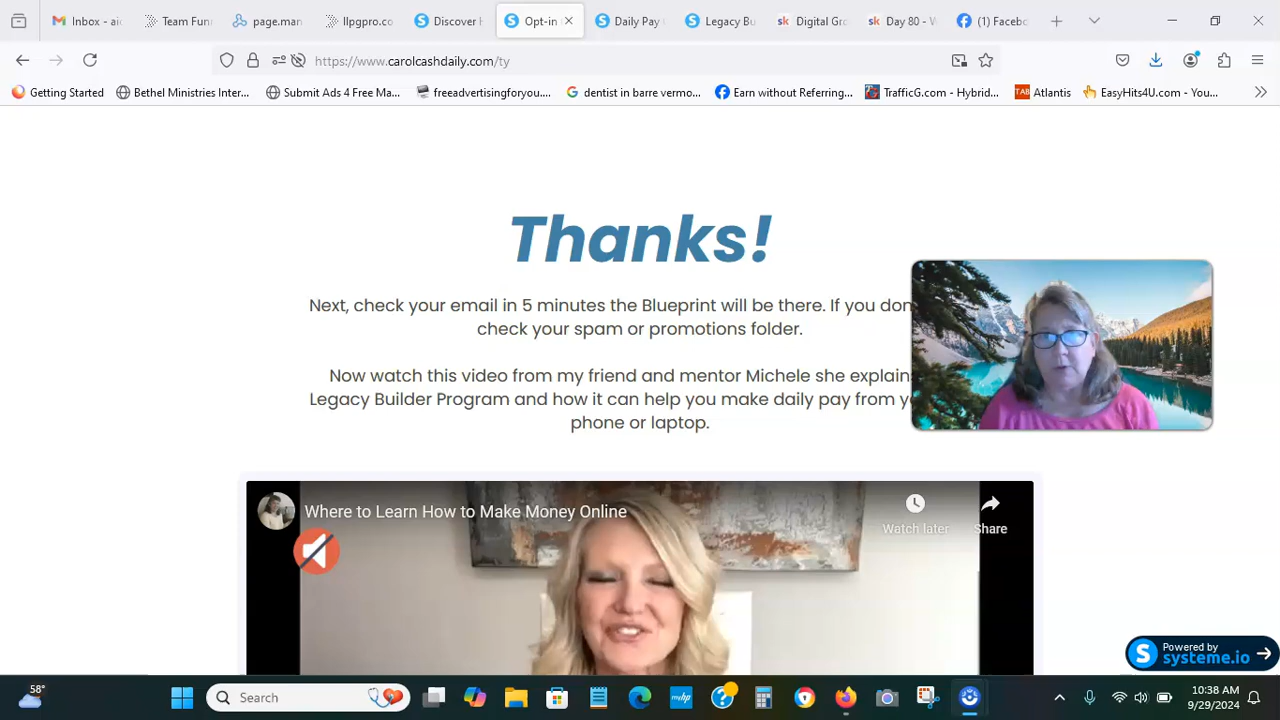 Inbox - aid
Team Fun
page.man
llpgpro.c
Discover H
Opt-in
Daily Pay
Legacy Bu
Digital Gro
Day 80 - W
(1) Facebo
https://www.carolcashdaily.com/ty
Getting Started
Bethel Ministries Inter...
Submit Ads 4 Free Ma...
freeadvertisingforyou....
dentist in barre vermo...
Earn without Referring...
TrafficG.com - Hybrid...
TAB
Atlantis
EasyHits4U.com - You...
Thanks!
Next, check your email in 5 minutes the Blueprint will be there. If you don
check your spam or promotions folder.
Now watch this video from my friend and mentor Michele she explain
Legacy Builder Program and how it can help you make daily pay from y
phone or laptop.
Where to Learn How to Make Money Online
Watch later
Share
Powered by
systeme.io
58°
Search
myhp
10:38 AM
9/29/2024